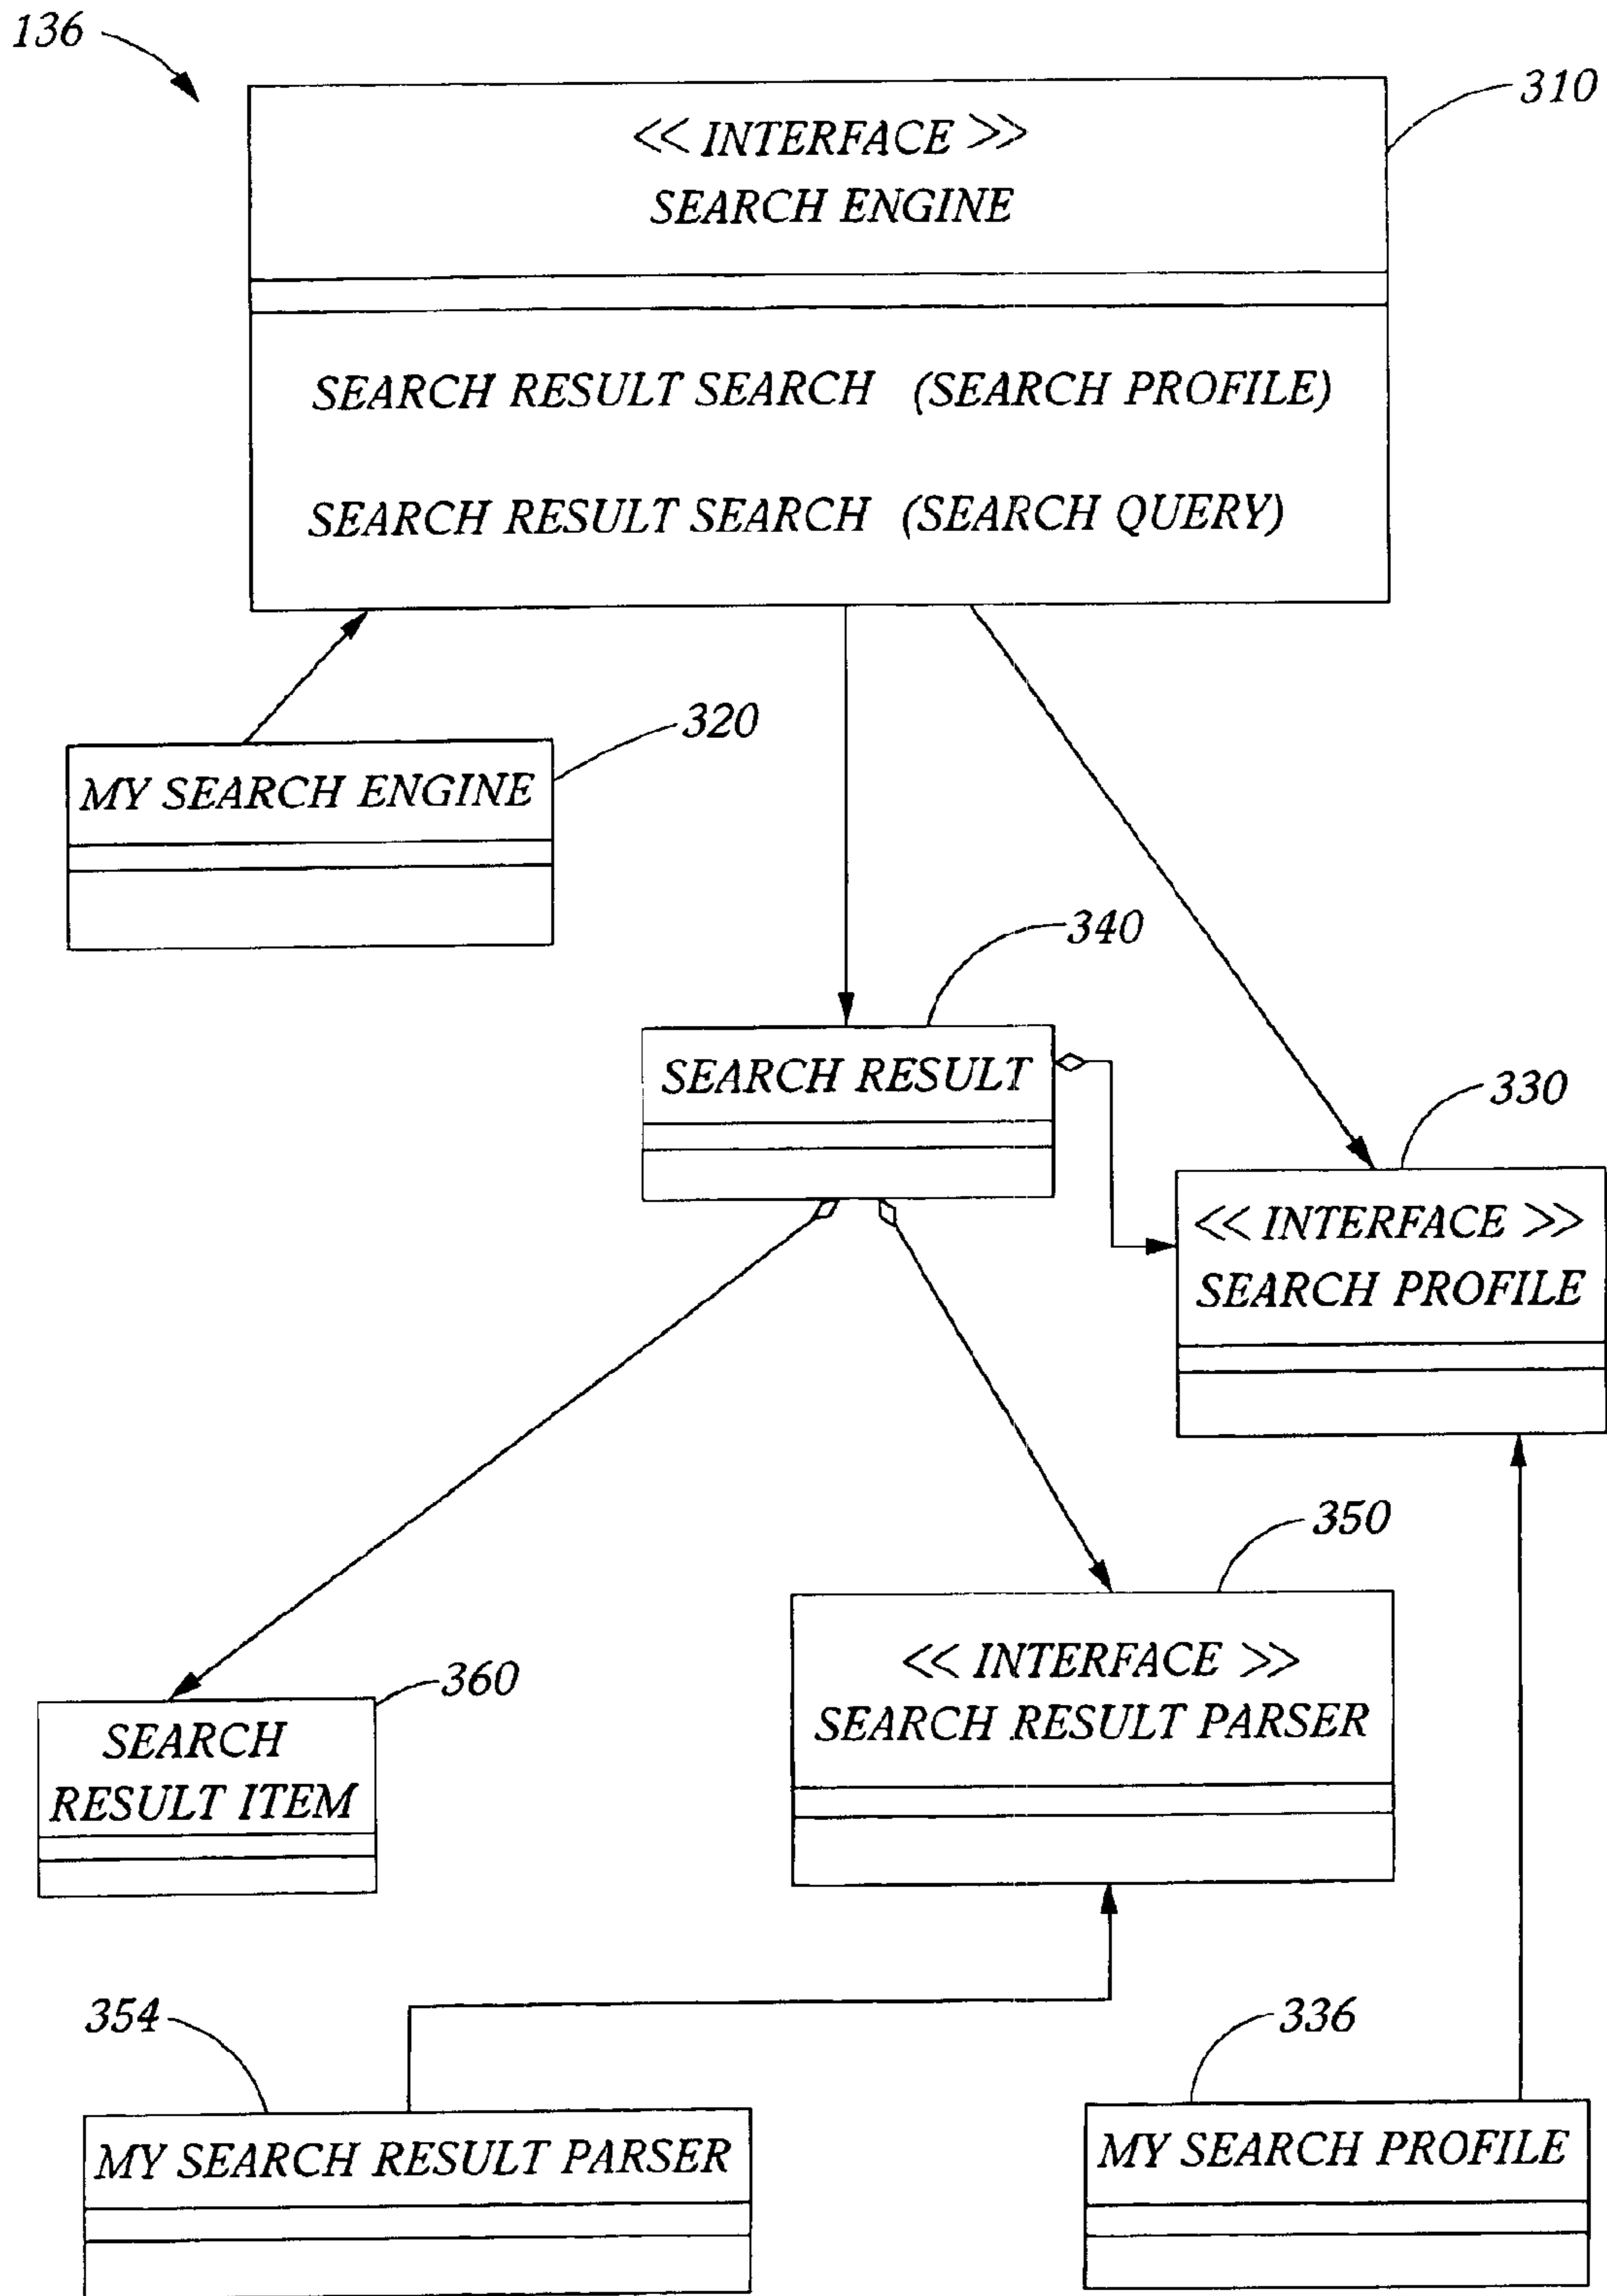 136
310
<< INTERFACE >>
SEARCH ENGINE
SEARCH RESULT SEARCH (SEARCH PROFILE)
SEARCH RESULT SEARCH (SEARCH QUERY)
320
MY SEARCH ENGINE
340
SEARCH RESULT
330
<< INTERFACE >>
SEARCH PROFILE
350
<< INTERFACE >>
SEARCH RESULT PARSER
360
SEARCH
RESULT ITEM
354
MY SEARCH RESULT PARSER
336
MY SEARCH PROFILE